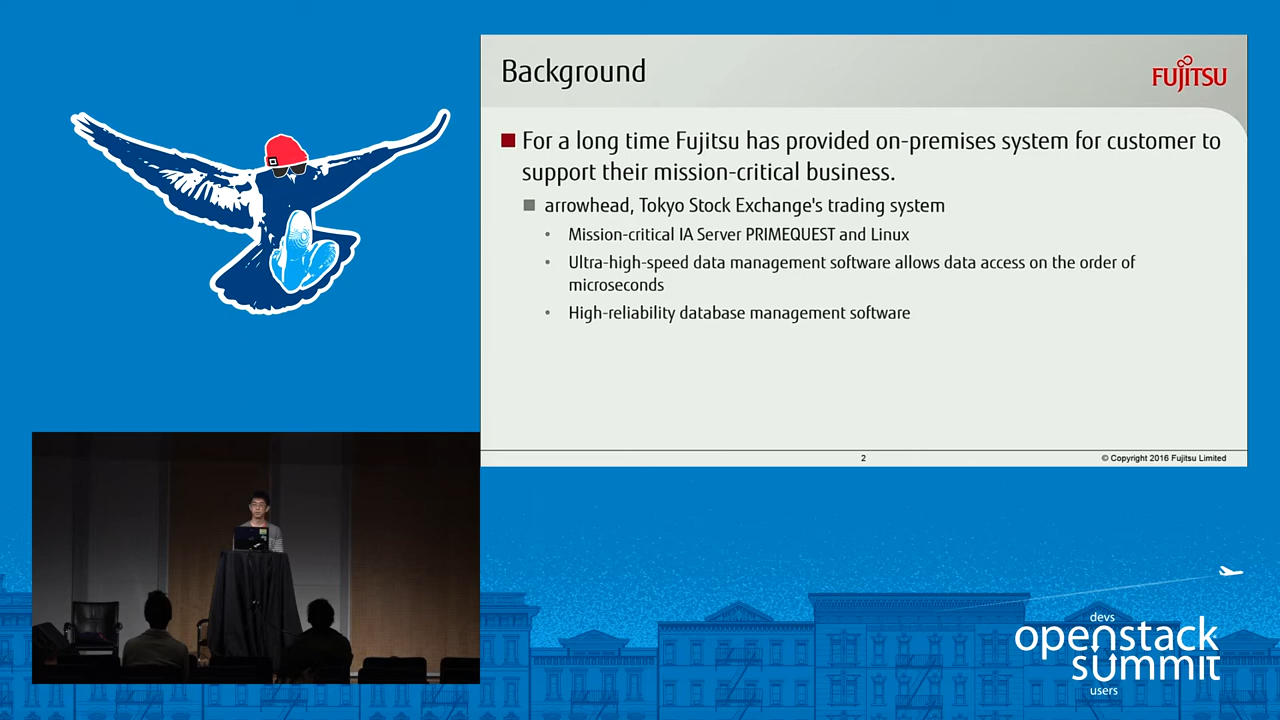 Background
FUJITSU
For a long time Fujitsu has provided on-premises system for customer to
support their mission-critical business.
arrowhead, Tokyo Stock Exchange's trading system
• Mission-critical IA Server PRIMEQUEST and Linux
• Ultra-high-speed data management software allows data access on the order of
microseconds
• High-reliability database management software
2
© Copyright 2016 Fujitsu Limited
devs
openstack
summit
users